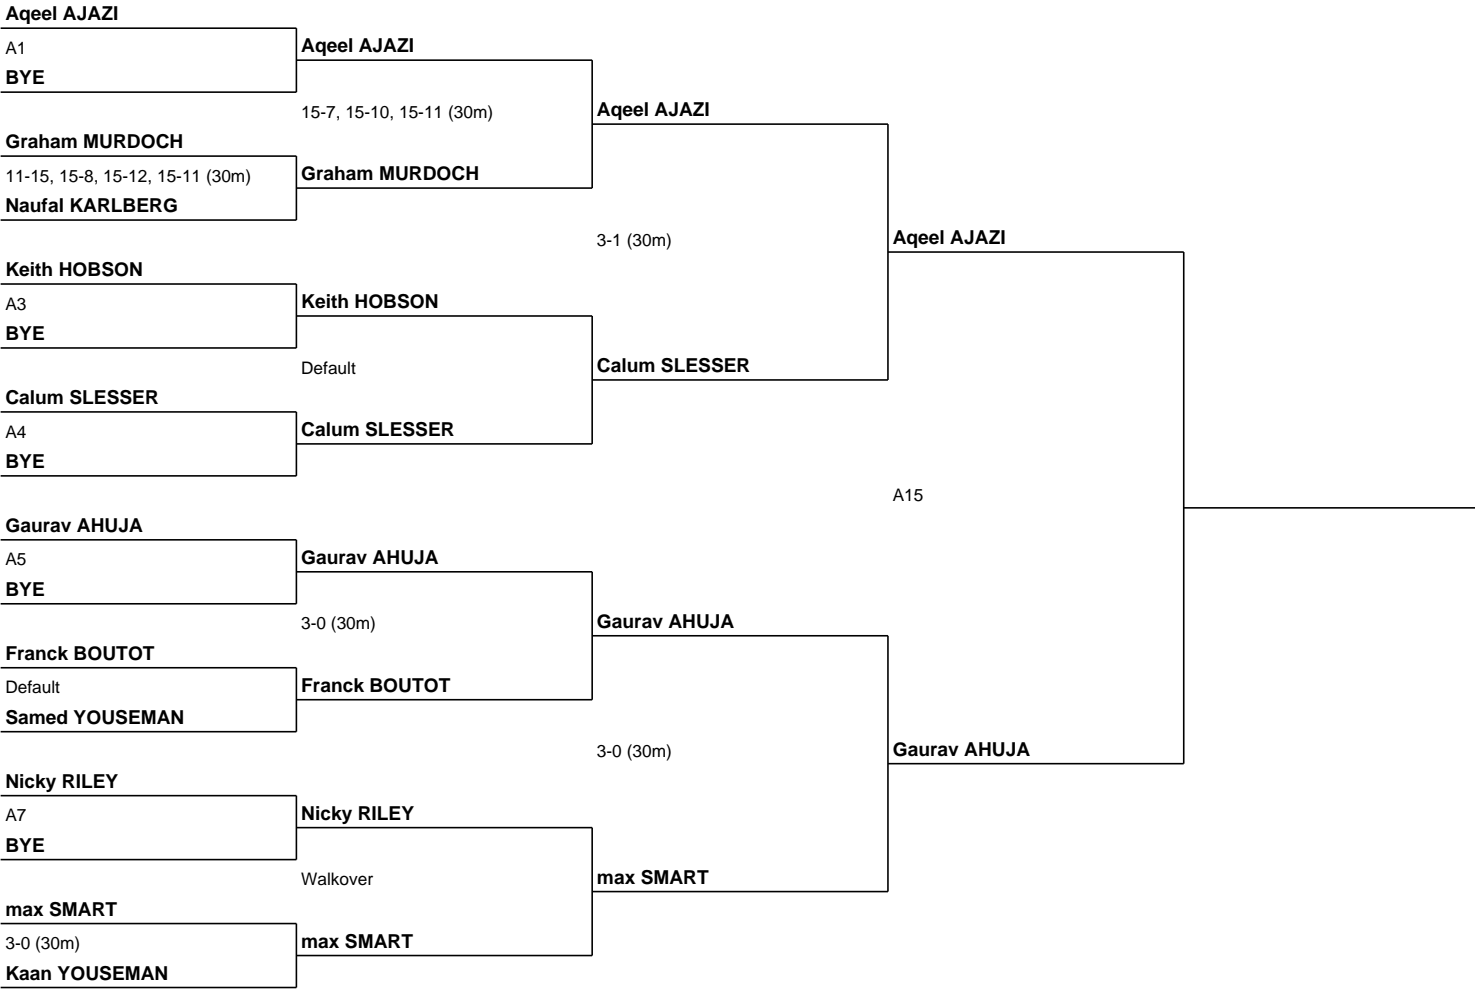 Aqeel AJAZI
A1
BYE
Graham MURDOCH
11-15, 15-8, 15-12, 15-11 (30m)
Naufal KARLBERG
Keith HOBSON
A3
BYE
Calum SLESSER
A4
BYE
Gaurav AHUJA
A5
BYE
Franck BOUTOT
Default
Samed YOUSEMAN
Nicky RILEY
A7
BYE
max SMART
3-0 (30m)
Kaan YOUSEMAN
Aqeel AJAZI
15-7, 15-10, 15-11 (30m)
Graham MURDOCH
Keith HOBSON
Default
Calum SLESSER
Gaurav AHUJA
3-0 (30m)
Franck BOUTOT
Nicky RILEY
Walkover
max SMART
Aqeel AJAZI
3-1 (30m)
Calum SLESSER
Gaurav AHUJA
3-0 (30m)
max SMART
Aqeel AJAZI
A15
Gaurav AHUJA